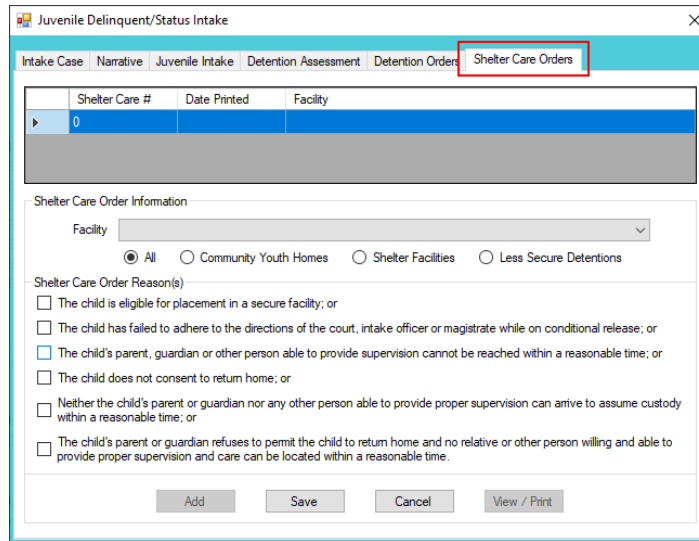 Juvenile Delinquent/Status Intake
Intake Case Narrative Juvenile Intake Detention Assessment Detention Orders Shelter Care Orders
Shelter Care # Date Printed Facility
0
Shelter Care Order Information
Facility
All Community Youth Homes Shelter Facilities Less Secure Detentions
Shelter Care Order Reason(s)
The child is eligible for placement in a secure facility; or
The child has failed to adhere to the directions of the court, intake officer or magistrate while on conditional release; or
The child's parent, guardian or other person able to provide supervision cannot be reached within a reasonable time; or
The child does not consent to return home; or
Neither the child's parent or guardian nor any other person able to provide proper supervision can arrive to assume custody
within a reasonable time; or
The child's parent or guardian refuses to permit the child to return home and no relative or other person willing and able to
provide proper supervision and care can be located within a reasonable time.
Add Save Cancel View / Print